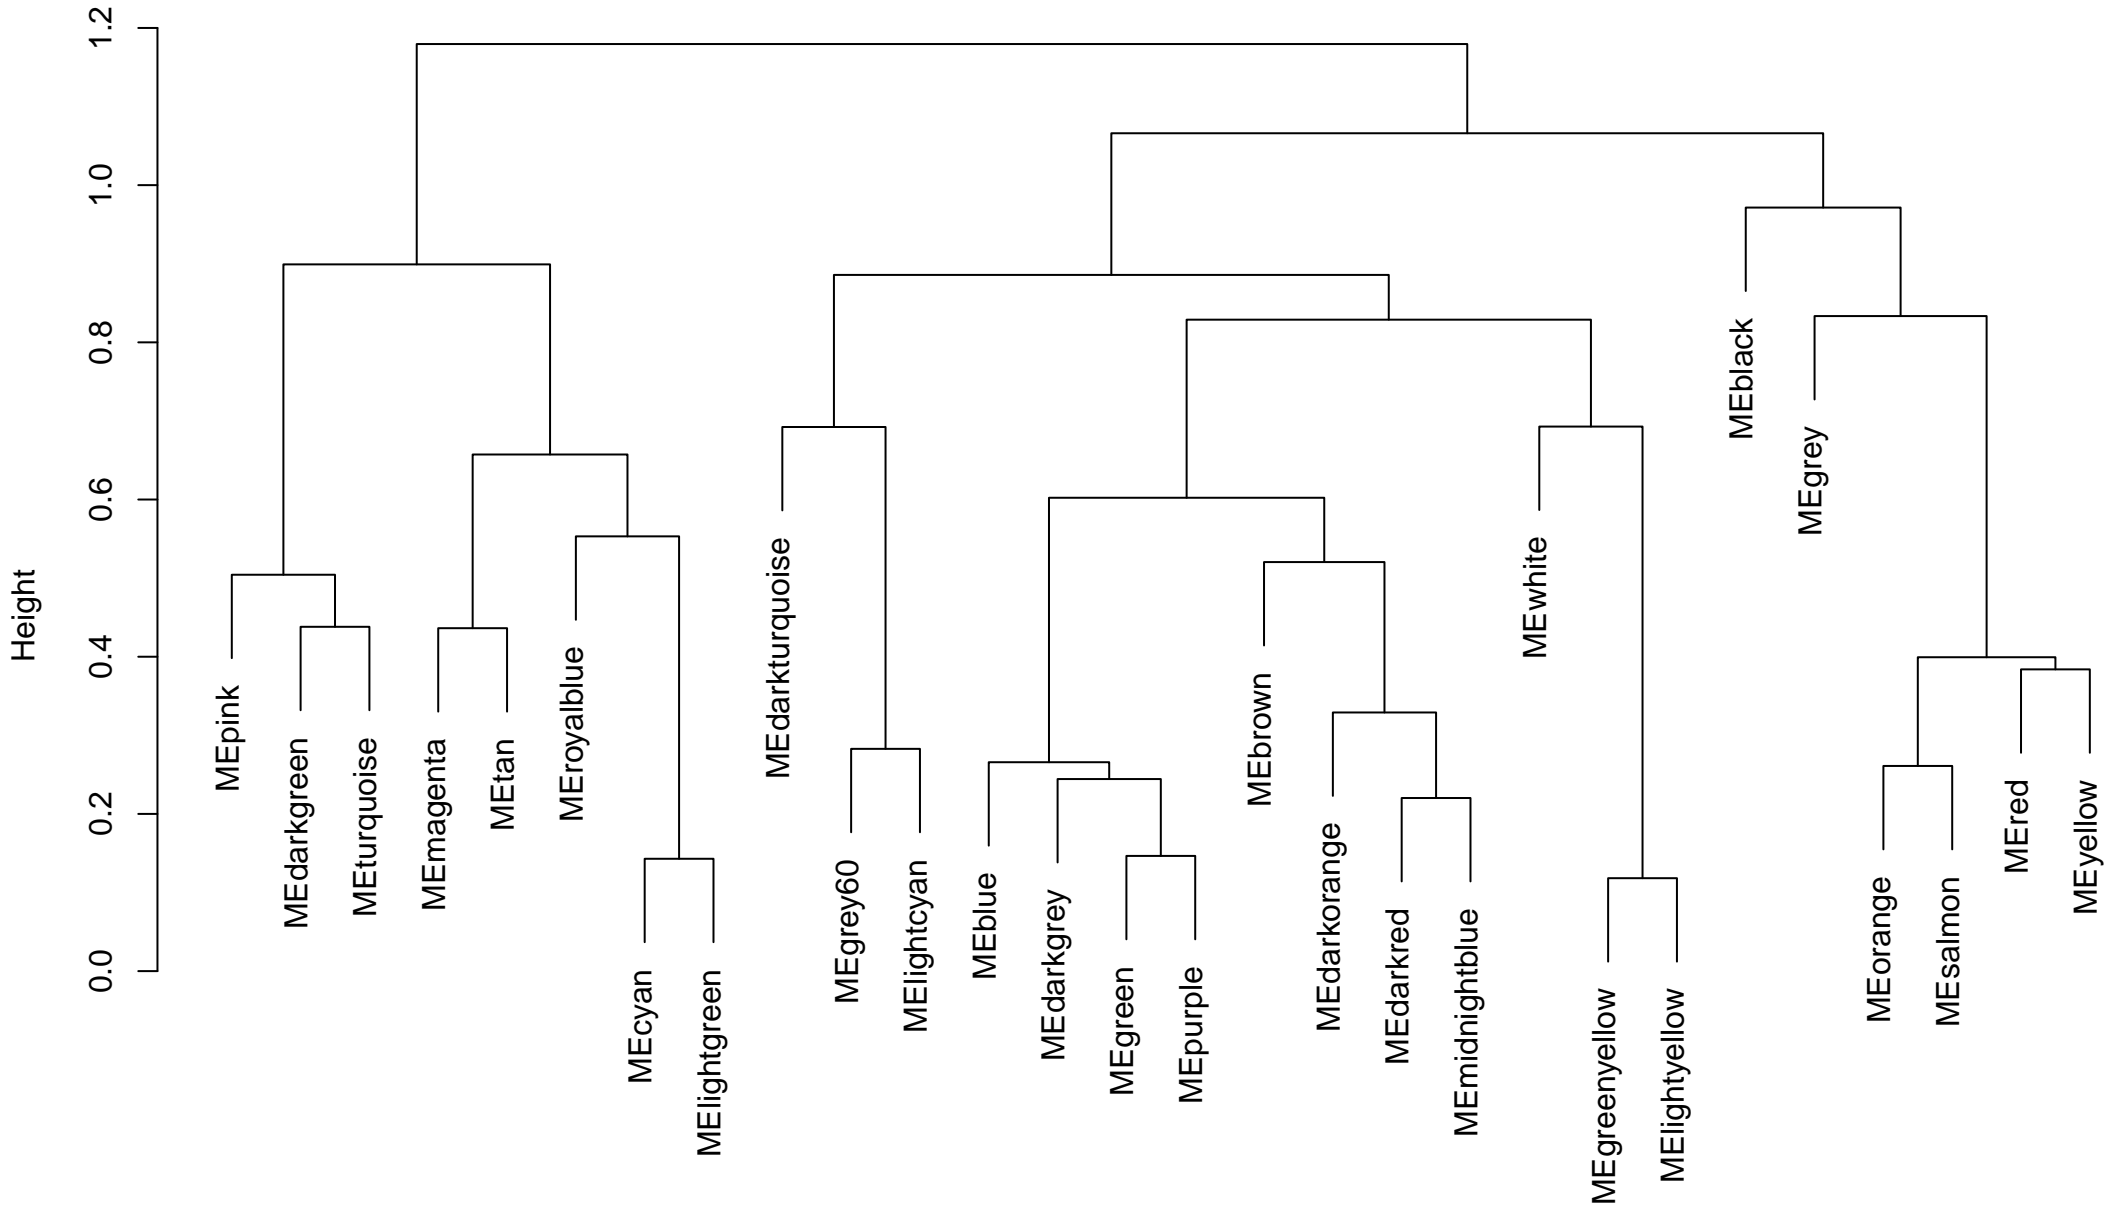 Height
0.0
0.2
0.4
0.6
0.8
1.0
1.2
MEpink
MEdarkgreen
MEturquoise
MEmagenta
MEtan
MEroyalblue
MEcyan
MElightgreen
MEdarkturquoise
MEgrey60
MElightcyan
MEblue
MEdarkgrey
MEgreen
MEpurple
MEbrown
MEdarkorange
MEdarkred
MEmidnightblue
MEwhite
MEgreenyellow
MElightyellow
MEblack
MEgrey
MEorange
MEsalmon
MEred
MEyellow